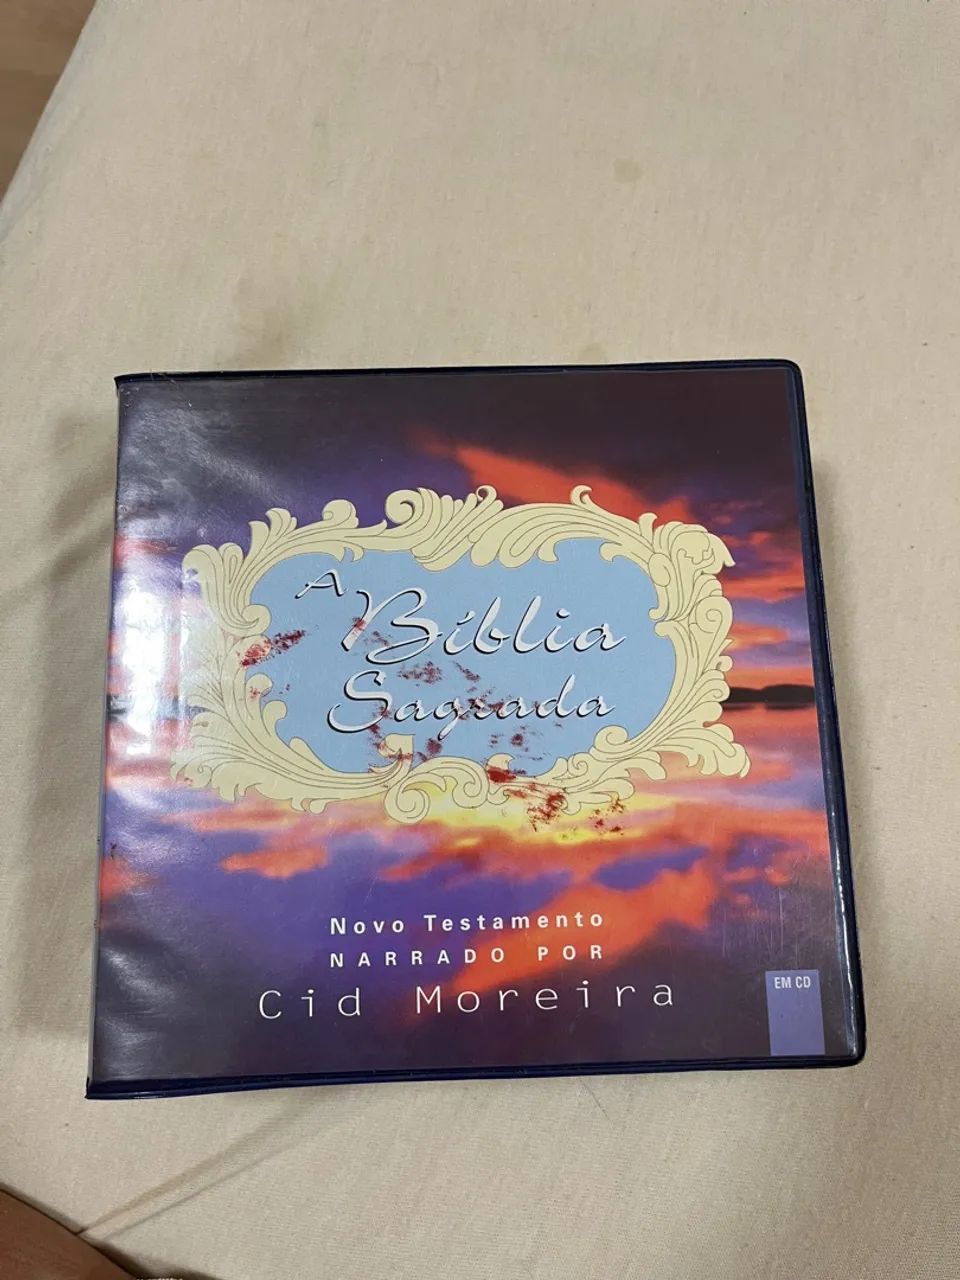 A
Bíblia
Sagrada
Novo Testamento
NARRADO POR
Cid Moreira
EM CD